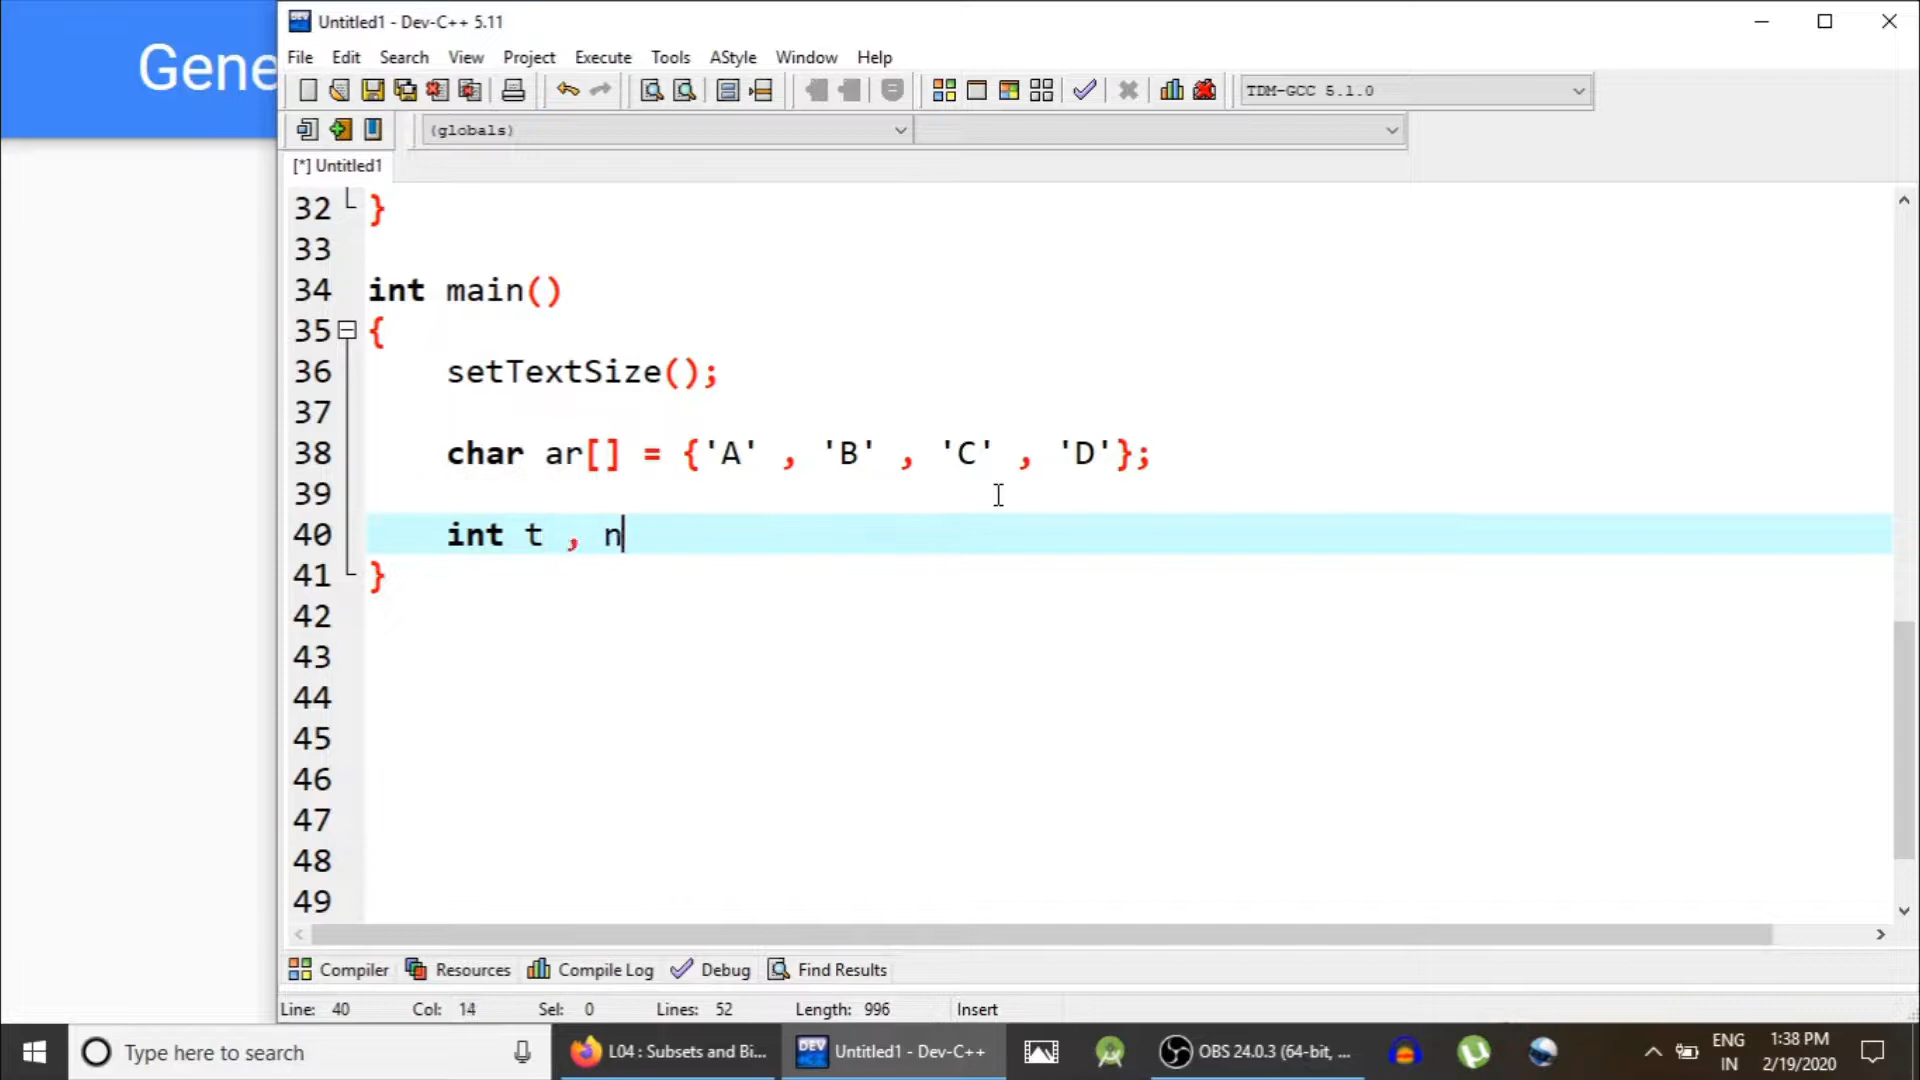 Gene
Untitled1 - Dev-C++ 5.11
File Edit Search View Project Execute Tools AStyle Window Help
TDM-GCC 5.1.0
(globals)
[*] Untitled1
32 }
33
34 int main()
35 {
36 setTextSize();
37
38 char ar[] = {'A' , 'B' , 'C' , 'D'};
39
40 int t , n
41 }
42
43
44
45
46
47
48
49
Compiler Resources Compile Log Debug Find Results
Line: 40 Col: 14 Sel: 0 Lines: 52 Length: 996 Insert
Type here to search
L04 : Subsets and Bi...
DEV
Untitled1 - Dev-C++
OBS 24.0.3 (64-bit, ...
ENG
IN
1:38 PM
2/19/2020